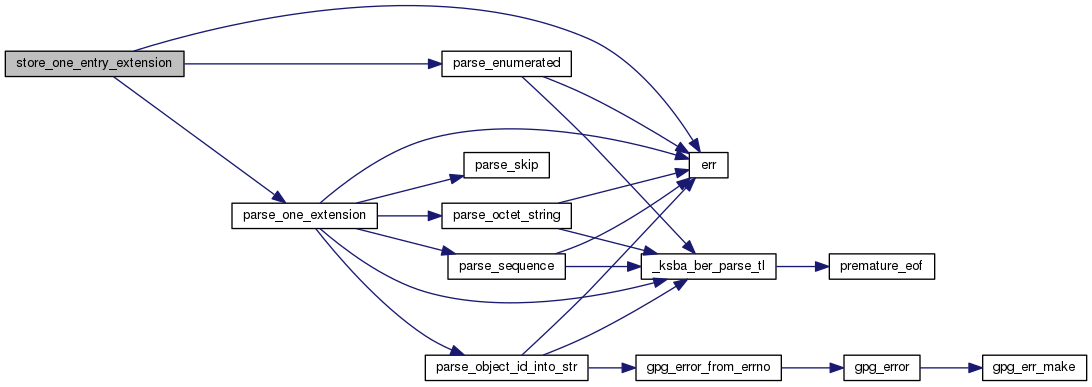 store_one_entry_extension
parse_enumerated
parse_skip
err
parse_one_extension
parse_octet_string
parse_sequence
_ksba_ber_parse_tl
premature_eof
parse_object_id_into_str
gpg_error_from_errno
gpg_error
gpg_err_make